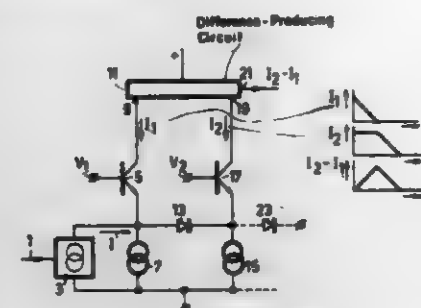 Difference-Producing
Circuit
+
11
21
I₂-I₁
9
19
I₁
I₂
I₁
I₂
I₂-I₁
V₁
5
V₂
17
13
23
1
I
3
7
15